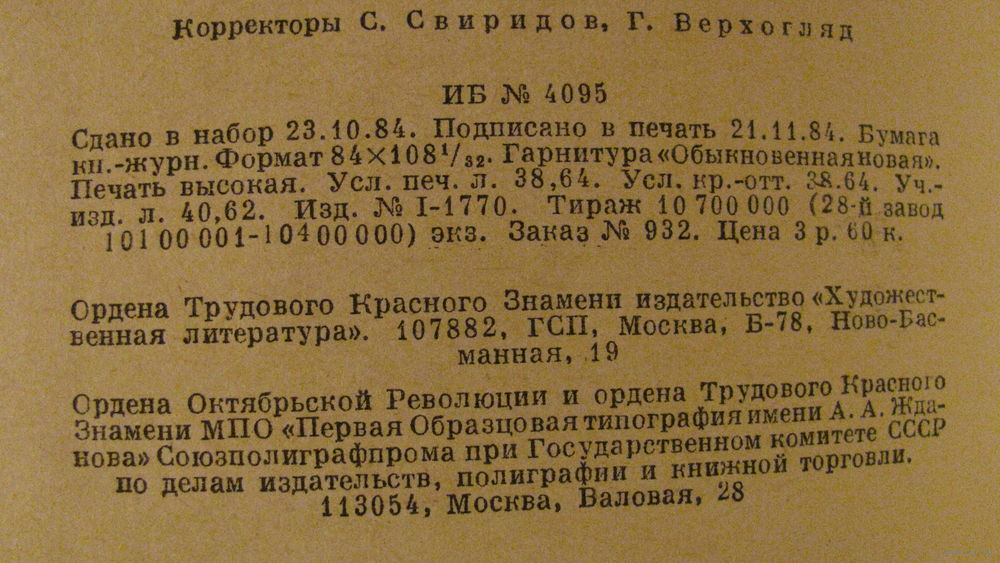 Корректоры С. Свиридов, Г. Верхогляд
ИБ № 4095
Сдано в набор 23.10.84. Подписано в печать 21.11.84. Бумага
кн.-журн. Формат 84×108¹/₃₂. Гарнитура «Обыкновенная новая».
Печать высокая. Усл. печ. л. 38,64. Усл. кр.-отт. 38.64. Уч.-
изд. л. 40,62. Изд. № I-1770. Тираж 10 700 000 (28-й завод
10100 001-10400000) экз. Заказ № 932. Цена 3 р. 60 к.
Ордена Трудового Красного Знамени издательство «Художест-
венная литература». 107882, ГСП, Москва, Б-78, Ново-Бас-
манная, 19
Ордена Октябрьской Революции и ордена Трудового Красного
Знамени МПО «Первая Образцовая типография имени А. А. Жда-
нова» Союзполиграфпрома при Государственном комитете СССР
по делам издательств, полиграфии и книжной торговли.
113054, Москва, Валовая, 28